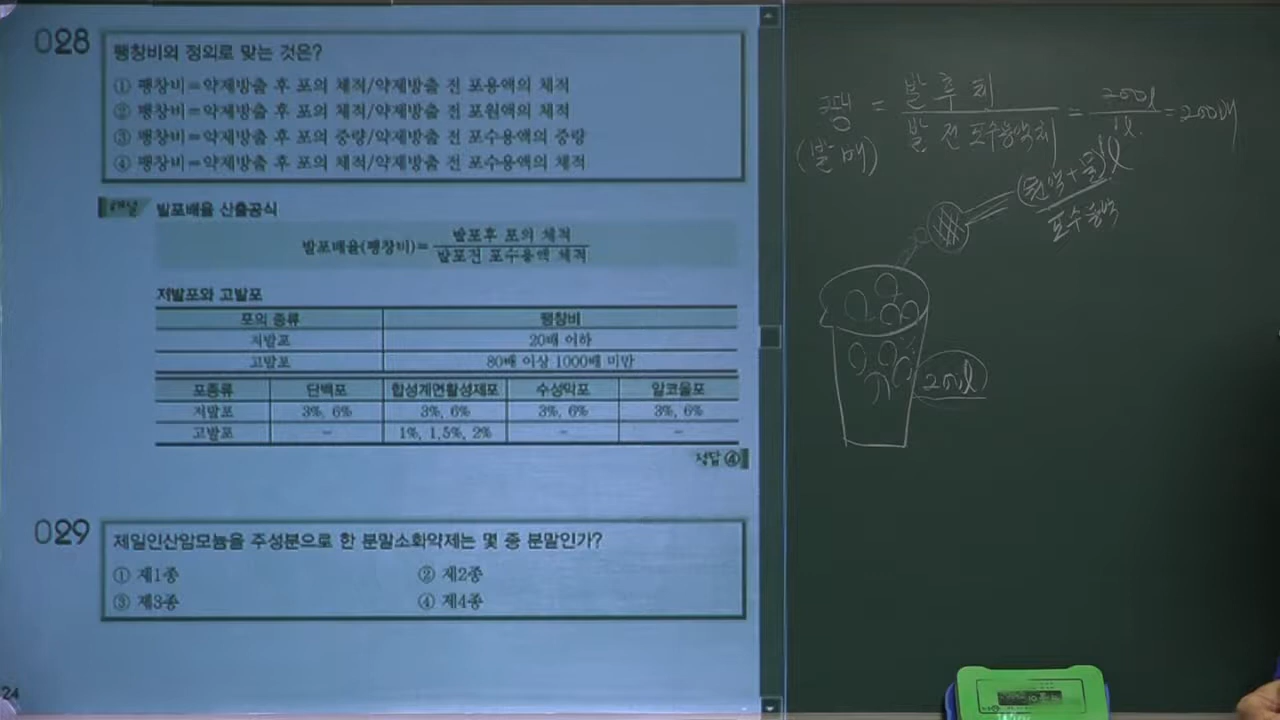 028
팽창비의 정의로 맞는 것은?
① 팽창비=약제방출 후 포의 체적/약제방출 전 포용액의 체적
② 팽창비=약제방출 후 포의 체적/약제방출 전 포원액의 체적
③ 팽창비=약제방출 후 포의 중량/약제방출 전 포수용액의 중량
④ 팽창비=약제방출 후 포의 체적/약제방출 전 포수용액의 체적
해설 발포배율 산출공식
발포배율(팽창비)= 발포후 포의 체적
발포전 포수용액 체적
저발포와 고발포
포의 종류 팽창비
저발포 20배 이하
고발포 80배 이상 1000배 미만
포종류 단백포 합성계면활성제포 수성막포 알코올포
저발포 3%, 6% 3%, 6% 3%, 6% 3%, 6%
고발포 - 1%, 1.5%, 2% - -
정답 ④
029
제일인산암모늄을 주성분으로 한 분말소화약제는 몇 종 분말인가?
① 제1종 ② 제2종
③ 제3종 ④ 제4종
24
팽 = 발 후 체 = 200ℓ = 200배
(발 배) 발 전 포수용액체 1ℓ.
(원액+물) 1ℓ
포수용액
200ℓ